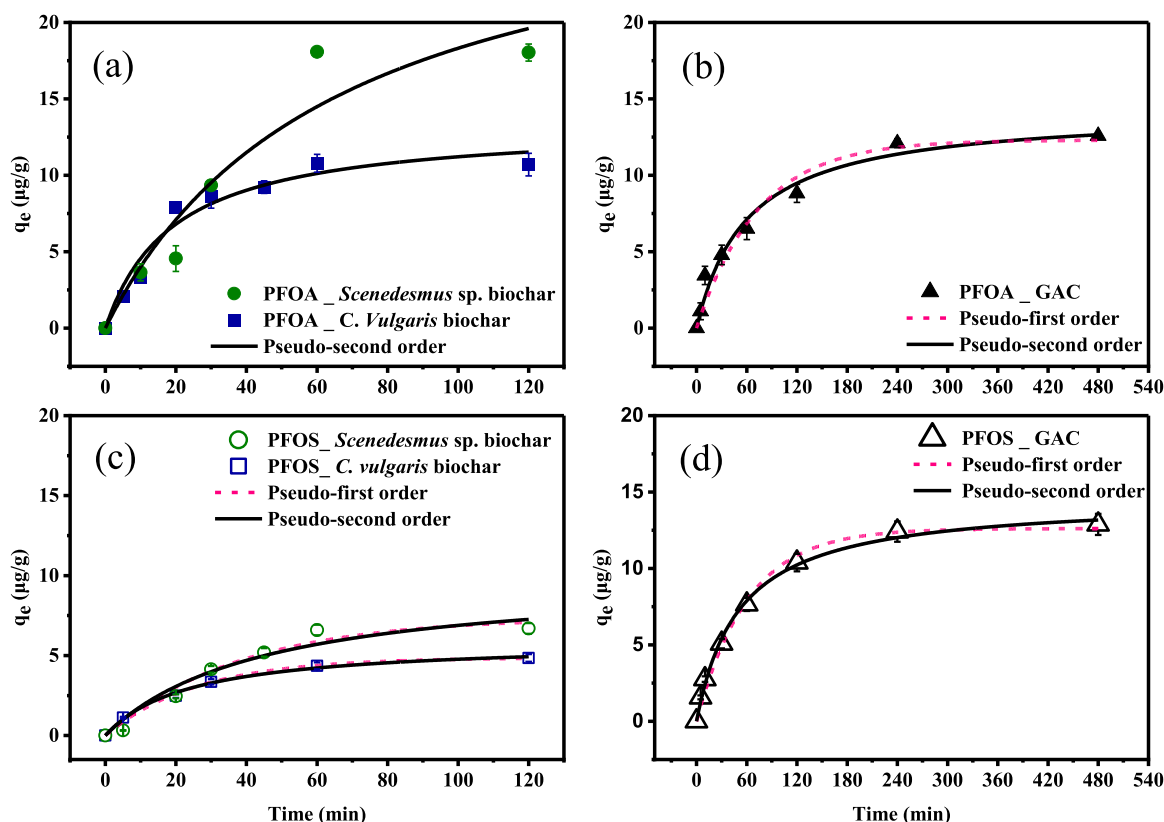 20
15
10
5
0
qe (µg/g)
(a)
PFOA _ Scenedesmus sp. biochar
PFOA _ C. Vulgaris biochar
Pseudo-second order
0 20 40 60 80 100 120
20
15
10
5
0
qe (µg/g)
(b)
PFOA _ GAC
Pseudo-first order
Pseudo-second order
0 60 120 180 240 300 360 420 480 540
20
15
10
5
0
qe (µg/g)
(c)
PFOS_ Scenedesmus sp. biochar
PFOS_ C. vulgaris biochar
Pseudo-first order
Pseudo-second order
0 20 40 60 80 100 120
Time (min)
20
15
10
5
0
qe (µg/g)
(d)
PFOS _ GAC
Pseudo-first order
Pseudo-second order
0 60 120 180 240 300 360 420 480 540
Time (min)